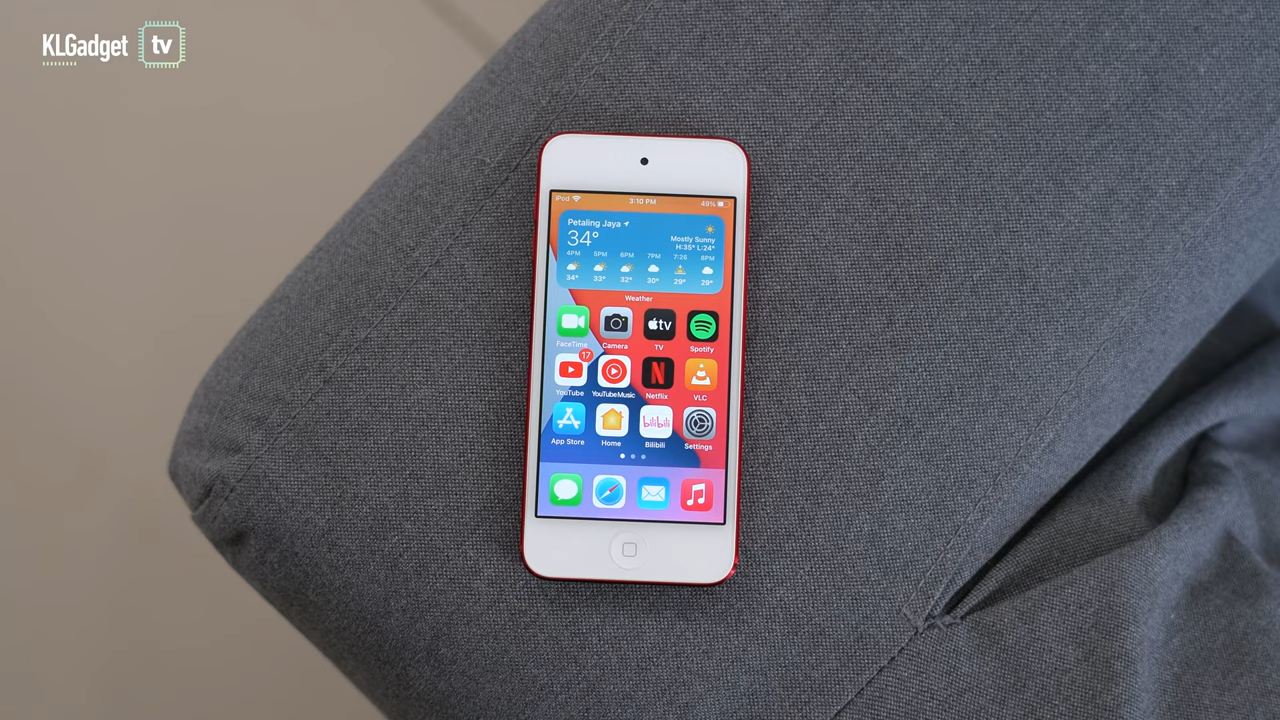 KLGadget tv
iPod 3:10 PM 49%
Petaling Jaya
34°
Mostly Sunny
H:35° L:24°
4PM 5PM 6PM 7PM 7:26 8PM
34° 33° 32° 30° 29° 29°
Weather
tv
FaceTime Camera TV Spotify
17
N
YouTube YouTubeMusic Netflix VLC
bilibili
App Store Home Bilibili Settings